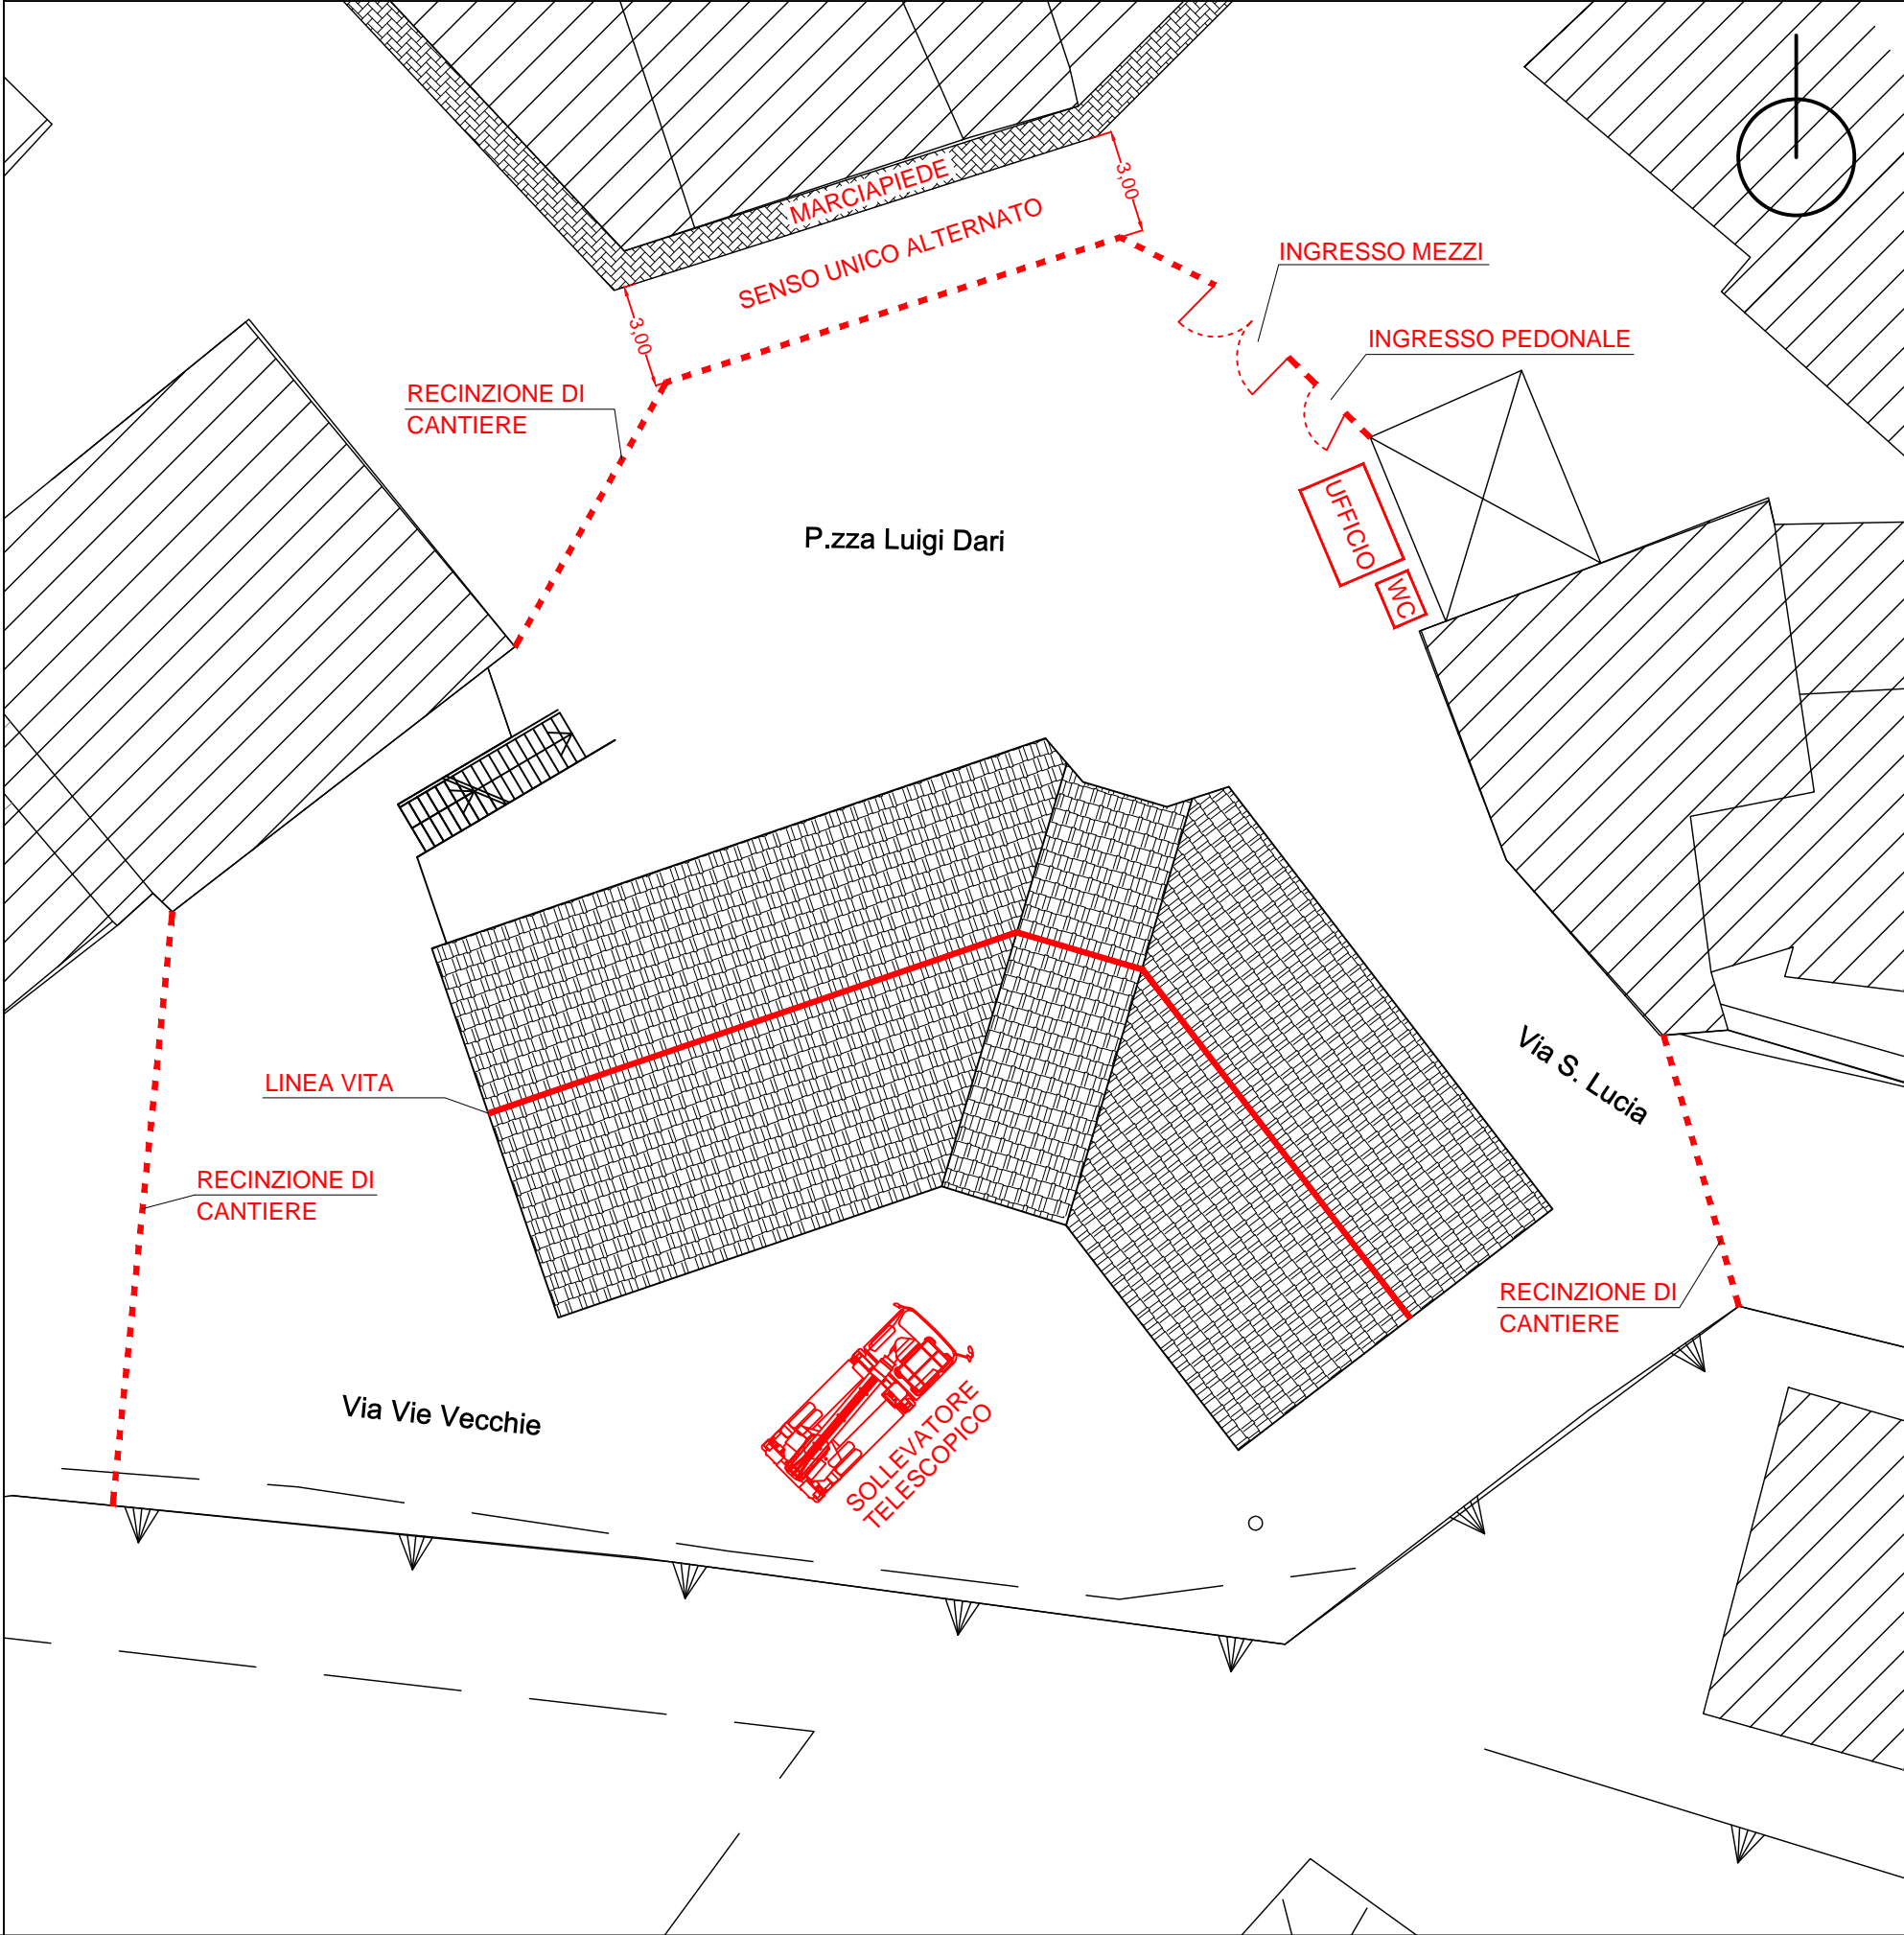 MARCIAPIEDE
3,00
SENSO UNICO ALTERNATO
INGRESSO MEZZI
3,00
INGRESSO PEDONALE
RECINZIONE DI
CANTIERE
UFFICIO
P.zza Luigi Dari
WC
Via S. Lucia
LINEA VITA
RECINZIONE DI
CANTIERE
RECINZIONE DI
CANTIERE
Via Vie Vecchie
SOLLEVATORE
TELESCOPICO